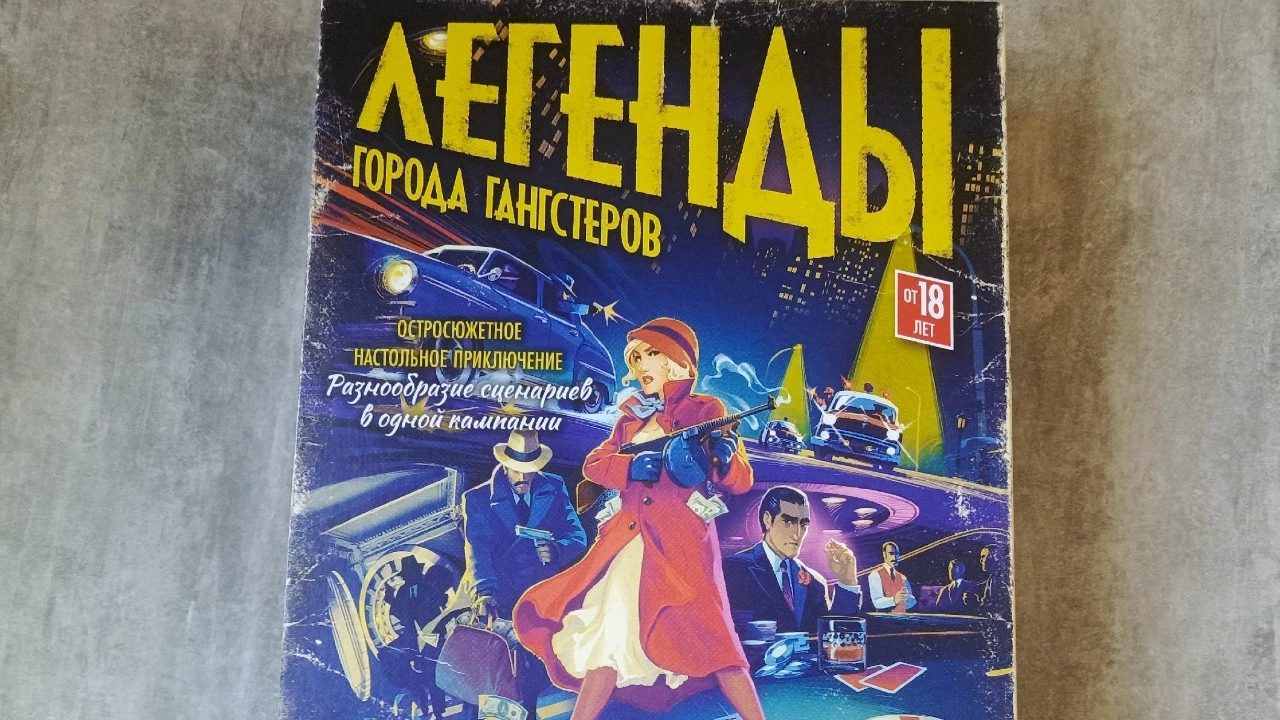 ЛЕГЕНДЫ
ГОРОДА ГАНГСТЕРОВ
ОТ 18
ЛЕТ
ОСТРОСЮЖЕТНОЕ
НАСТОЛЬНОЕ ПРИКЛЮЧЕНИЕ
Разнообразие сценариев
в одной кампании